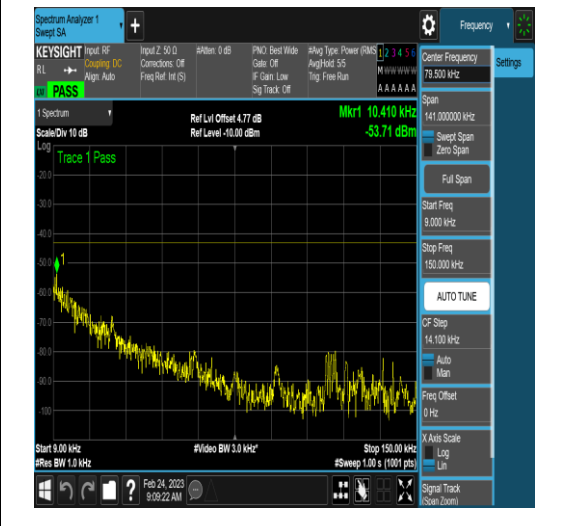 Spectrum Analyzer 1
Swept SA
+
Frequency
KEYSIGHT
RL
PASS
Input: RF
Coupling: DC
Align: Auto
Input Z: 50 Ω
Corrections: Off
Freq Ref: Int (S)
#Atten: 0 dB
PNO: Best Wide
Gate: Off
IF Gain: Low
Sig Track: Off
#Avg Type: Power (RMS
Avg|Hold: 5/5
Trig: Free Run
1 2 3 4 5 6
M w w w w w
A A A A A A
1 Spectrum
Scale/Div 10 dB
Ref Lvl Offset 4.77 dB
Ref Level -10.00 dBm
Mkr1 10.410 kHz
-53.71 dBm
Log
Trace 1 Pass
-20.0
-30.0
-40.0
-50.0
1
-60.0
-70.0
-80.0
-90.0
-100
Start 9.00 kHz
#Res BW 1.0 kHz
#Video BW 3.0 kHz*
Stop 150.00 kHz
#Sweep 1.00 s (1001 pts)
?
Feb 24, 2023
9:09:22 AM
Center Frequency
79.500 kHz
Settings
Span
141.000000 kHz
Swept Span
Zero Span
Full Span
Start Freq
9.000 kHz
Stop Freq
150.000 kHz
AUTO TUNE
CF Step
14.100 kHz
Auto
Man
Freq Offset
0 Hz
X Axis Scale
Log
Lin
Signal Track
(Span Zoom)